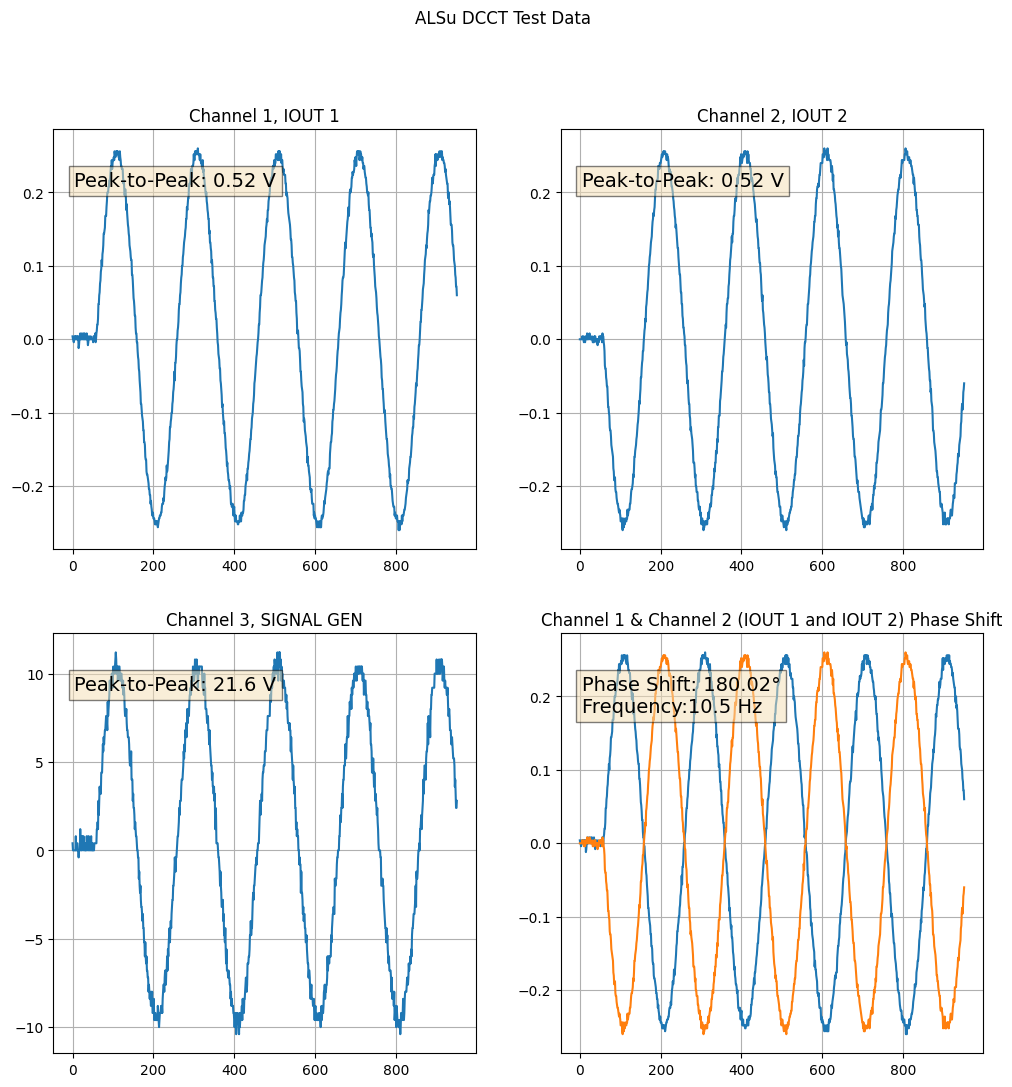 ALSu DCCT Test Data
Channel 1, IOUT 1
Peak-to-Peak: 0.52 V
0.2
0.1
0.0
−0.1
−0.2
0 200 400 600 800
Channel 2, IOUT 2
Peak-to-Peak: 0.52 V
0.2
0.1
0.0
−0.1
−0.2
0 200 400 600 800
Channel 3, SIGNAL GEN
Peak-to-Peak: 21.6 V
10
5
0
−5
−10
0 200 400 600 800
Channel 1 & Channel 2 (IOUT 1 and IOUT 2) Phase Shift
Phase Shift: 180.02°
Frequency:10.5 Hz
0.2
0.1
0.0
−0.1
−0.2
0 200 400 600 800